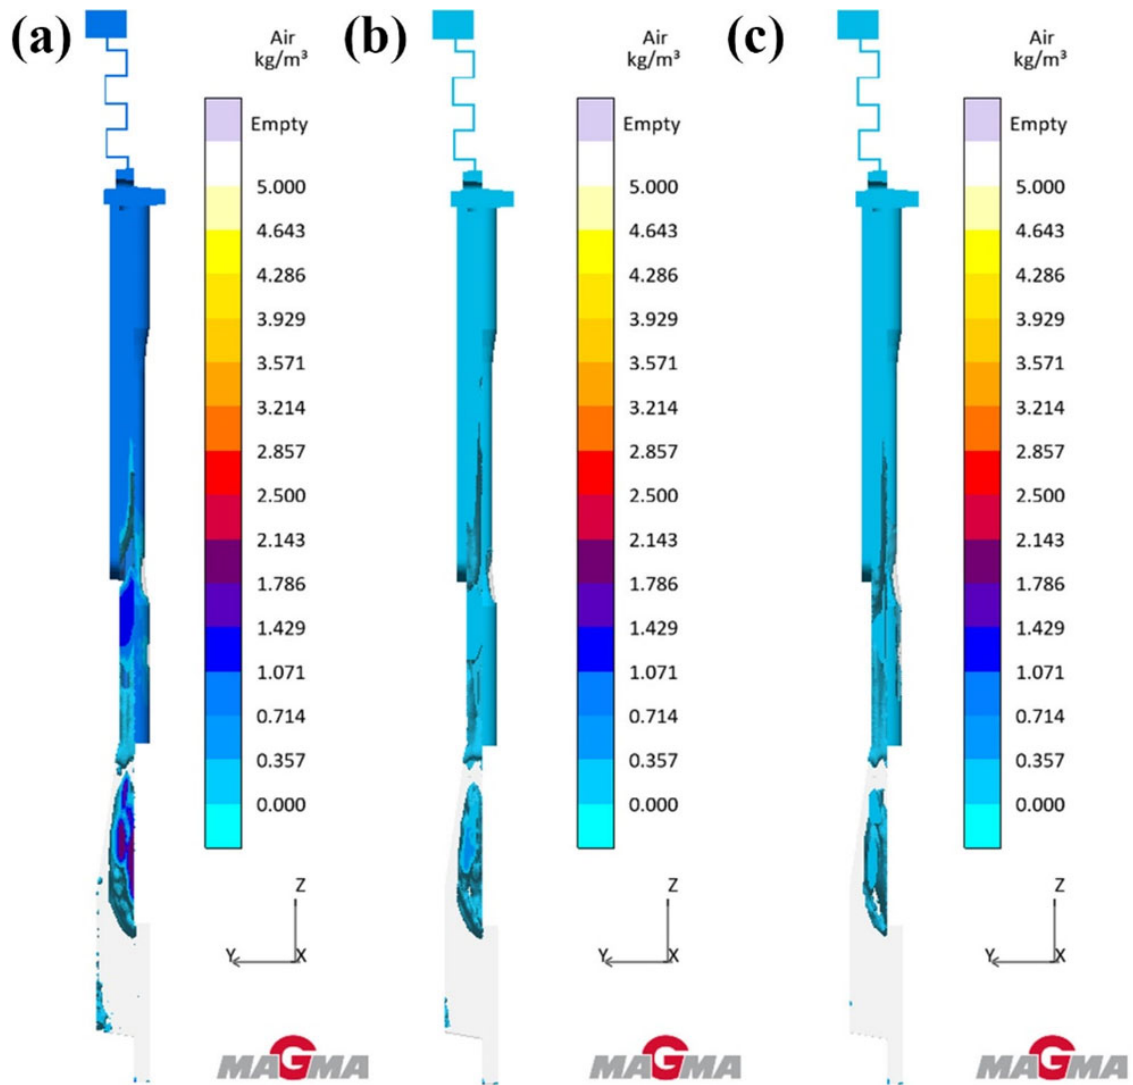 (a)
Air
kg/m³
Empty
5.000
4.643
4.286
3.929
3.571
3.214
2.857
2.500
2.143
1.786
1.429
1.071
0.714
0.357
0.000
Z
Y
X
MAGMA
(b)
Air
kg/m³
Empty
5.000
4.643
4.286
3.929
3.571
3.214
2.857
2.500
2.143
1.786
1.429
1.071
0.714
0.357
0.000
Z
Y
X
MAGMA
(c)
Air
kg/m³
Empty
5.000
4.643
4.286
3.929
3.571
3.214
2.857
2.500
2.143
1.786
1.429
1.071
0.714
0.357
0.000
Z
Y
X
MAGMA